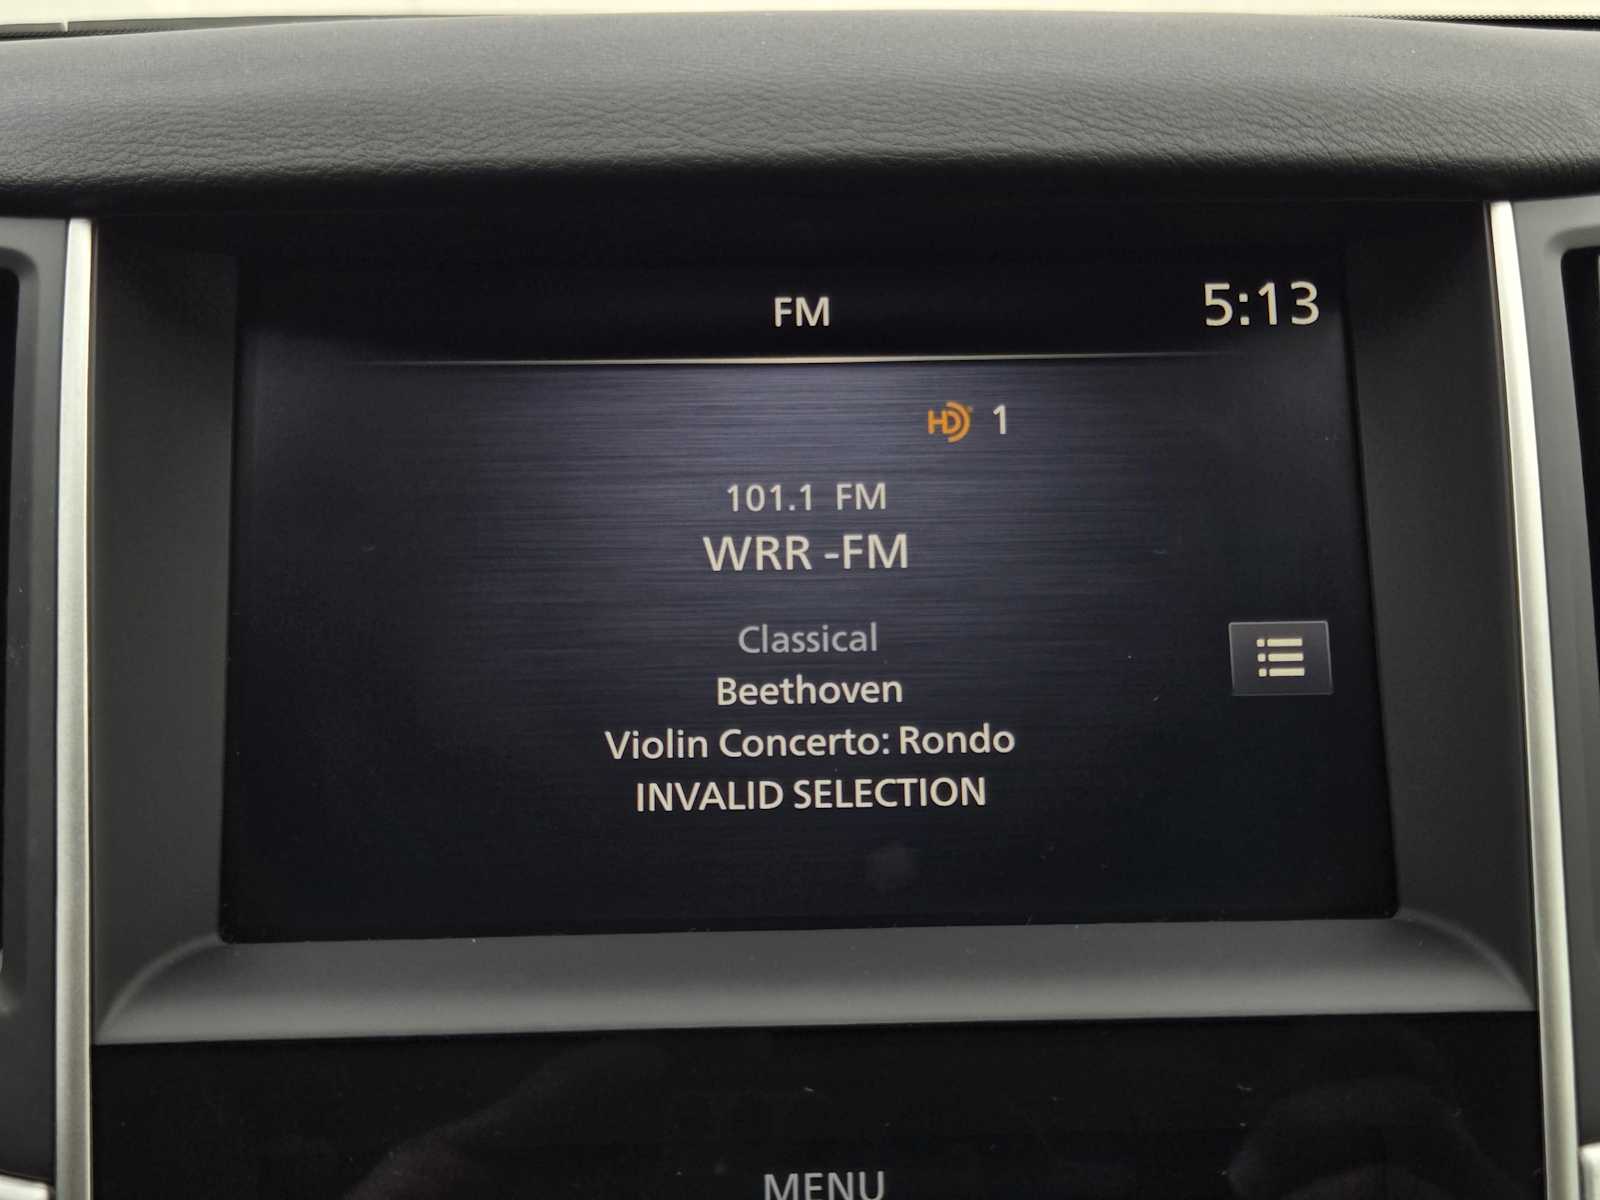 FM
5:13
HD 1
101.1 FM
WRR -FM
Classical
Beethoven
Violin Concerto: Rondo
INVALID SELECTION
MENU